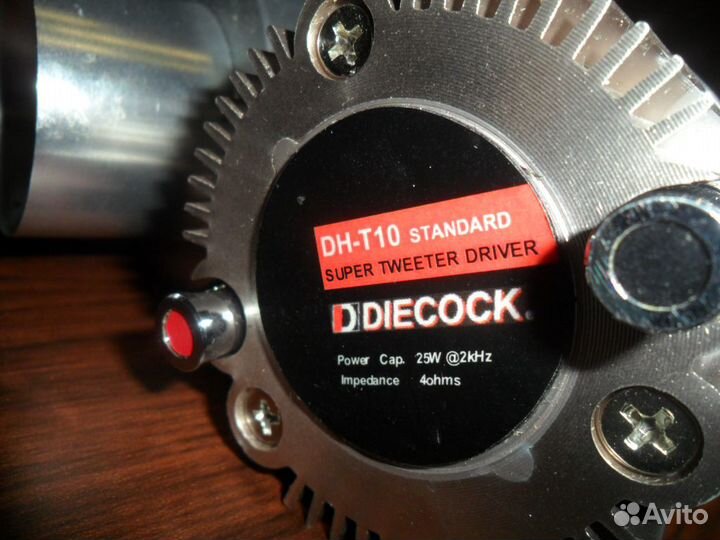 DH-T10 STANDARD
SUPER TWEETER DRIVER
DIECOCK®
Power Cap. 25W @2kHz
Impedance 4ohms
Avito